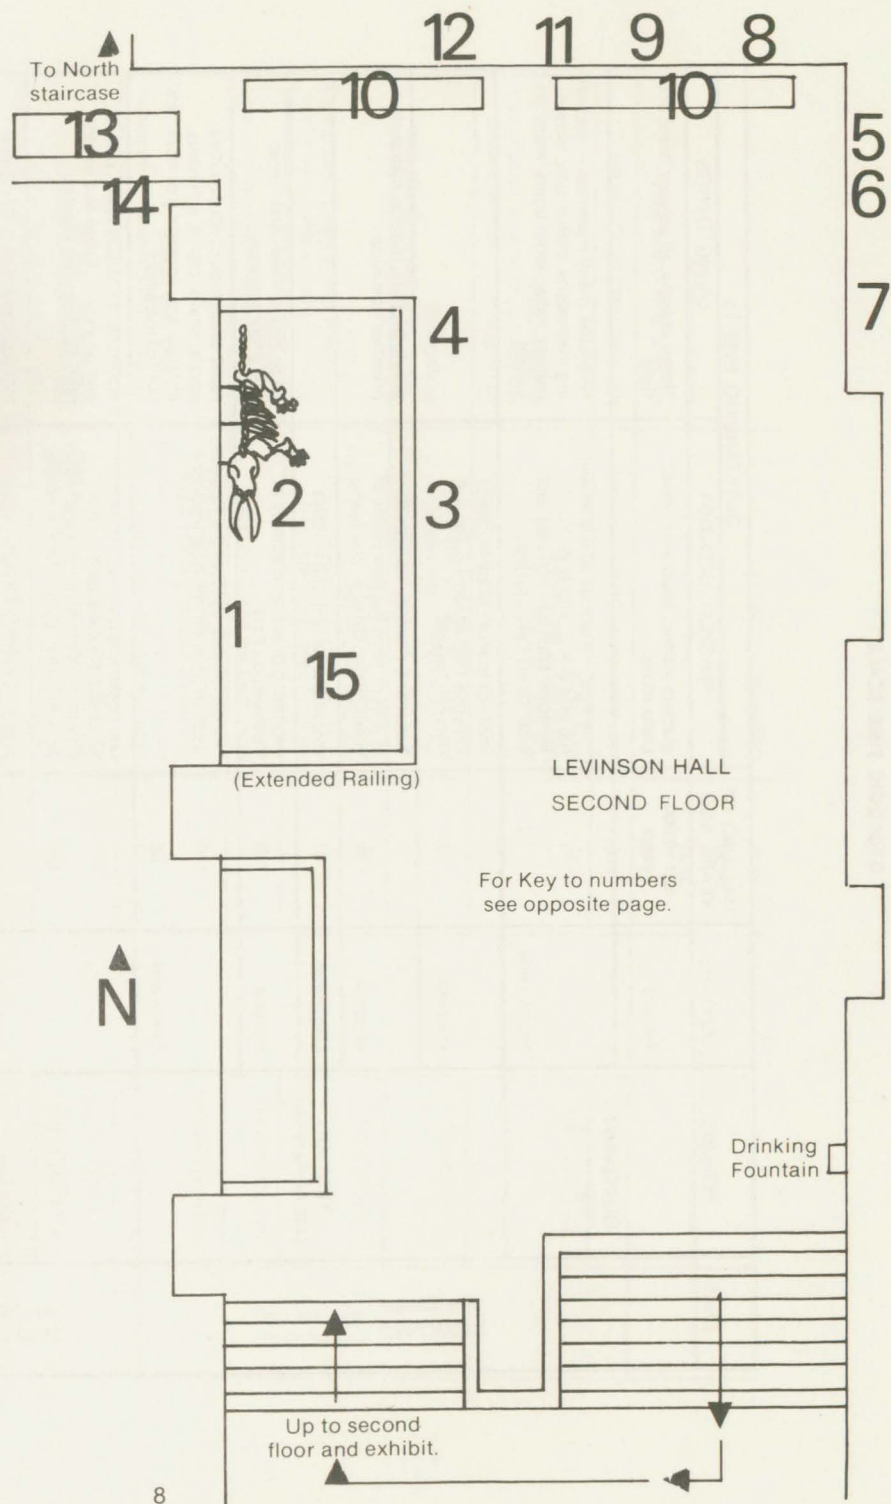 12 11 9 8
To North
staircase
10 10
13
5
14
6
7
4
2 3
1
15
(Extended Railing)
LEVINSON HALL
SECOND FLOOR
For Key to numbers
see opposite page.
N
Drinking
Fountain
Up to second
floor and exhibit.
8